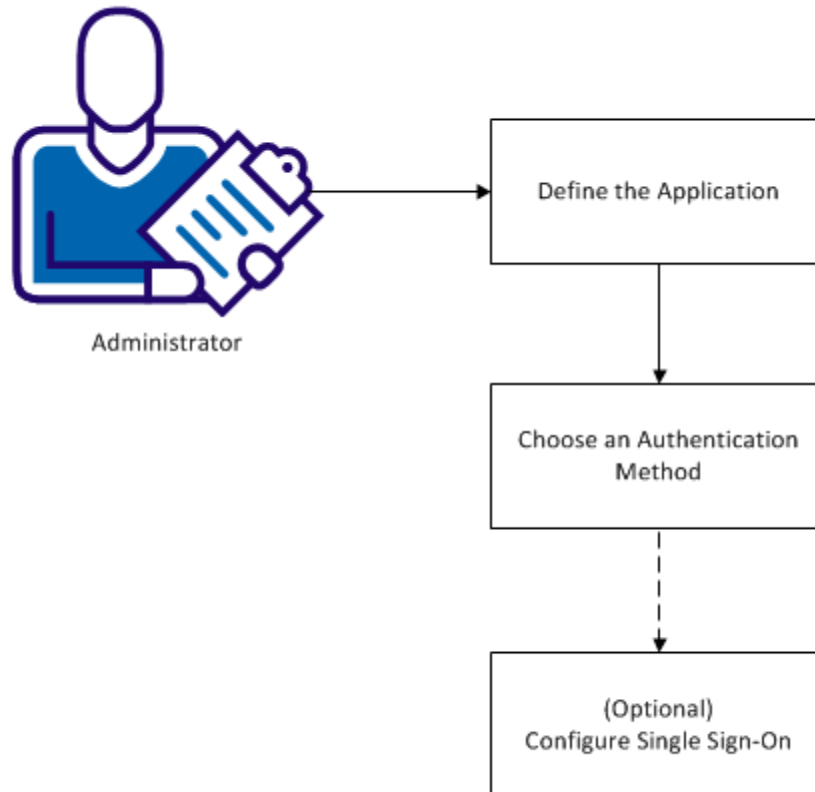 Define the Application
Administrator
Choose an Authentication
Method
(Optional)
Configure Single Sign-On